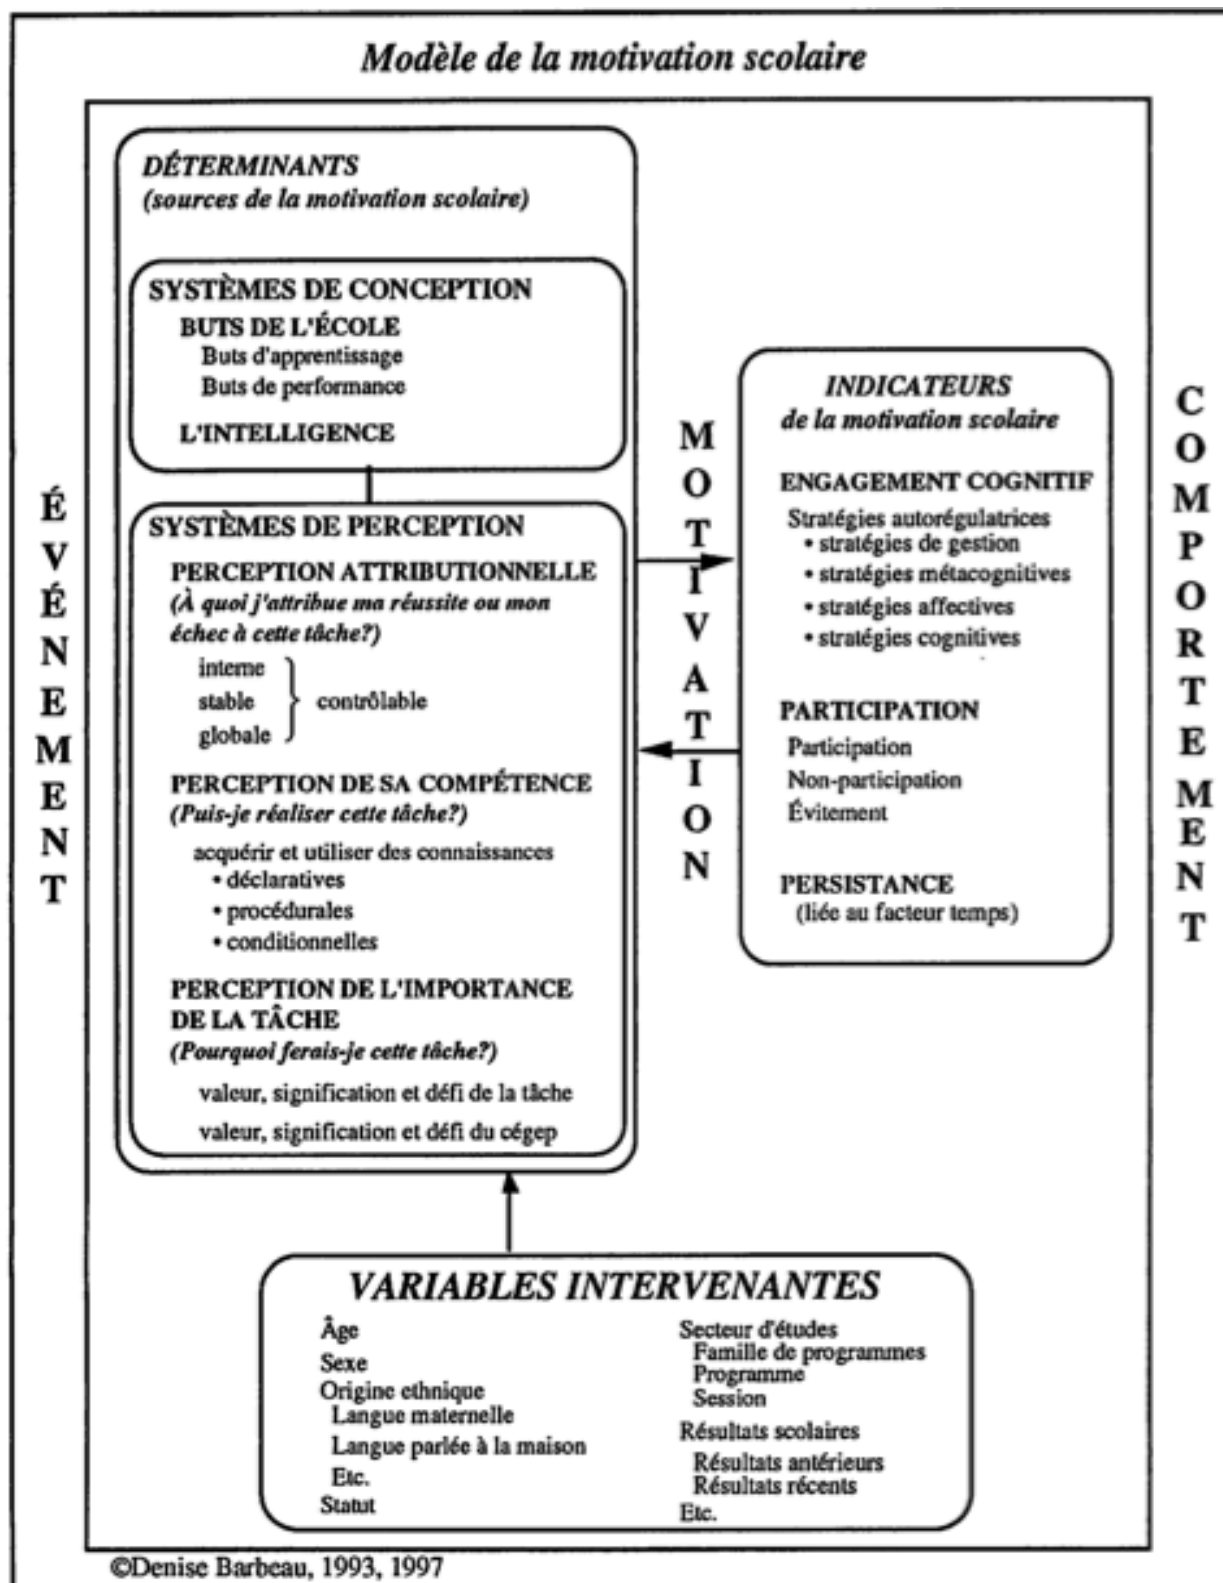 Modèle de la motivation scolaire
DÉTERMINANTS
(sources de la motivation scolaire)
SYSTÈMES DE CONCEPTION
BUTS DE L'ÉCOLE
Buts d'apprentissage
Buts de performance
L'INTELLIGENCE
ÉVÉNEMENT
SYSTÈMES DE PERCEPTION
PERCEPTION ATTRIBUTIONNELLE
(À quoi j'attribue ma réussite ou mon
échec à cette tâche?)
interne
stable
globale
contrôlable
PERCEPTION DE SA COMPÉTENCE
(Puis-je réaliser cette tâche?)
acquérir et utiliser des connaissances
• déclaratives
• procédurales
• conditionnelles
PERCEPTION DE L'IMPORTANCE
DE LA TÂCHE
(Pourquoi ferais-je cette tâche?)
valeur, signification et défi de la tâche
valeur, signification et défi du cégep
MOTIVATION
INDICATEURS
de la motivation scolaire
ENGAGEMENT COGNITIF
Stratégies autorégulatrices
• stratégies de gestion
• stratégies métacognitives
• stratégies affectives
• stratégies cognitives
PARTICIPATION
Participation
Non-participation
Évitement
PERSISTANCE
(liée au facteur temps)
COMPORTEMENT
VARIABLES INTERVENANTES
Âge
Sexe
Origine ethnique
Langue maternelle
Langue parlée à la maison
Etc.
Statut
Secteur d'études
Famille de programmes
Programme
Session
Résultats scolaires
Résultats antérieurs
Résultats récents
Etc.
©Denise Barbeau, 1993, 1997